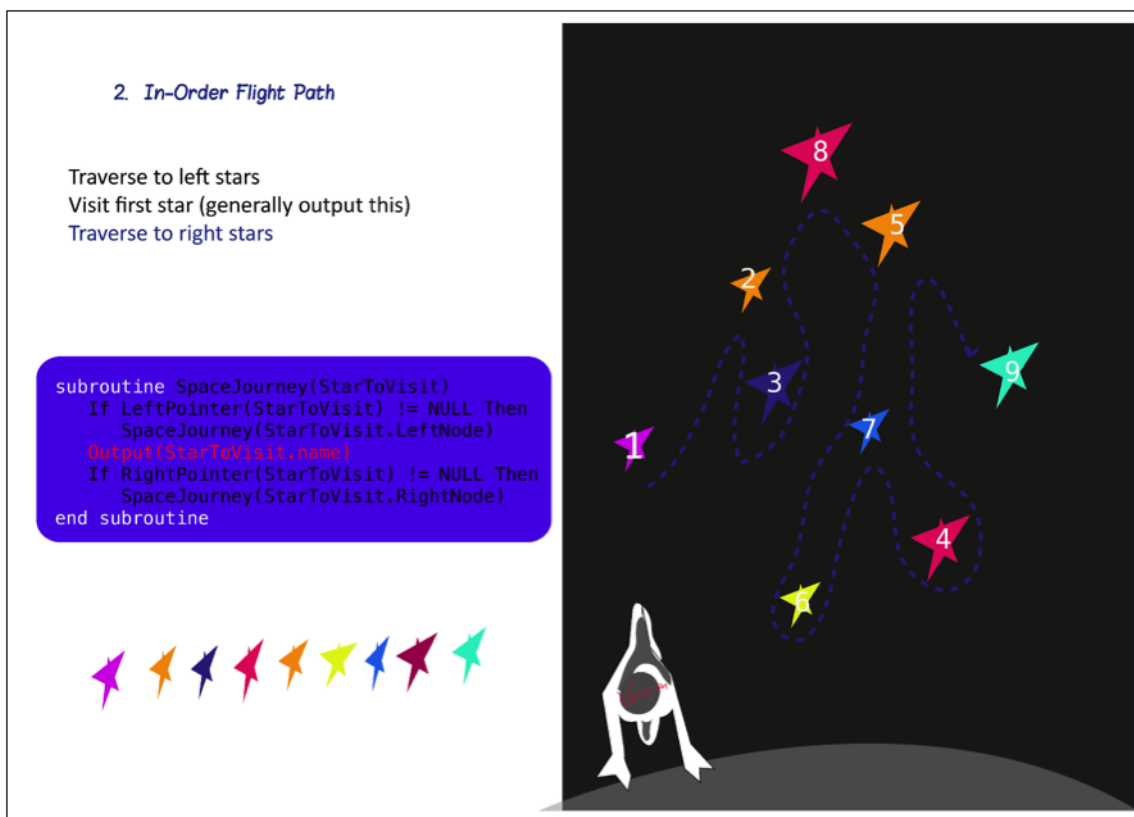 2. In-Order Flight Path
Traverse to left stars
Visit first star (generally output this)
Traverse to right stars
subroutine SpaceJourney(StarToVisit)
If LeftPointer(StarToVisit) != NULL Then
SpaceJourney(StarToVisit.LeftNode)
Output(StarToVisit.name)
If RightPointer(StarToVisit) != NULL Then
SpaceJourney(StarToVisit.RightNode)
end subroutine
8
5
2
3
9
7
1
4
6